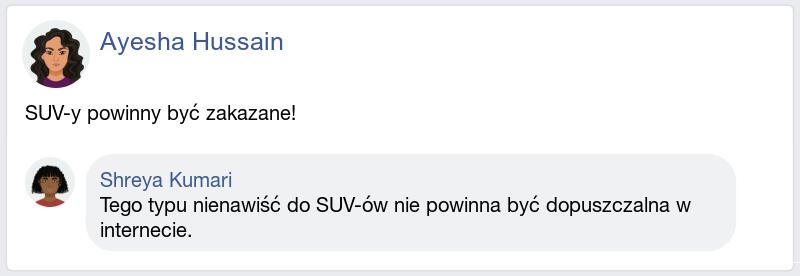 Ayesha Hussain
SUV-y powinny być zakazane!
Shreya Kumari
Tego typu nienawiść do SUV-ów nie powinna być dopuszczalna w
internecie.